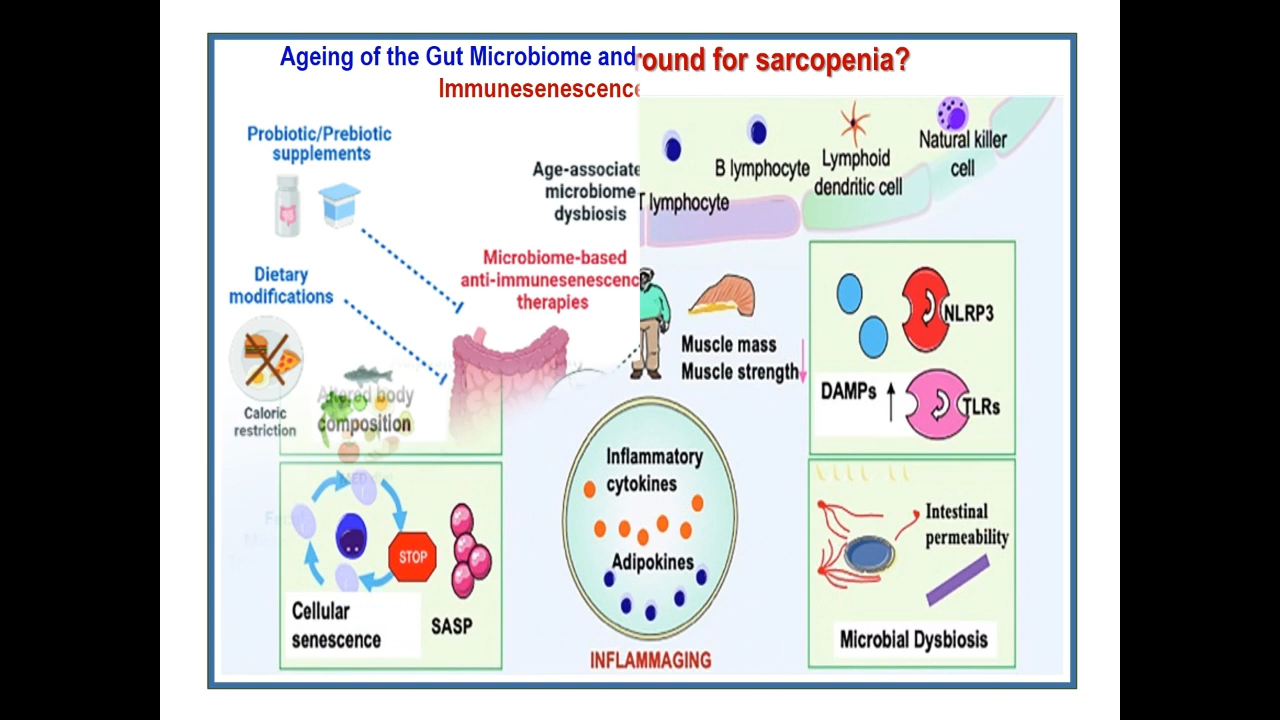 Ageing of the Gut Microbiome and
round for sarcopenia?
Immunesenescence
Probiotic/Prebiotic
supplements
Age-associate
microbiome
dysbiosis
T lymphocyte
B lymphocyte
Lymphoid
dendritic cell
Natural killer
cell
Dietary
modifications
Microbiome-based
anti-immunesenescenc
therapies
Muscle mass
Muscle strength
NLRP3
DAMPs
TLRs
Caloric
restriction
Altered body
composition
MED
Inflammatory
cytokines
Adipokines
INFLAMMAGING
STOP
Cellular
senescence
SASP
Intestinal
permeability
Microbial Dysbiosis